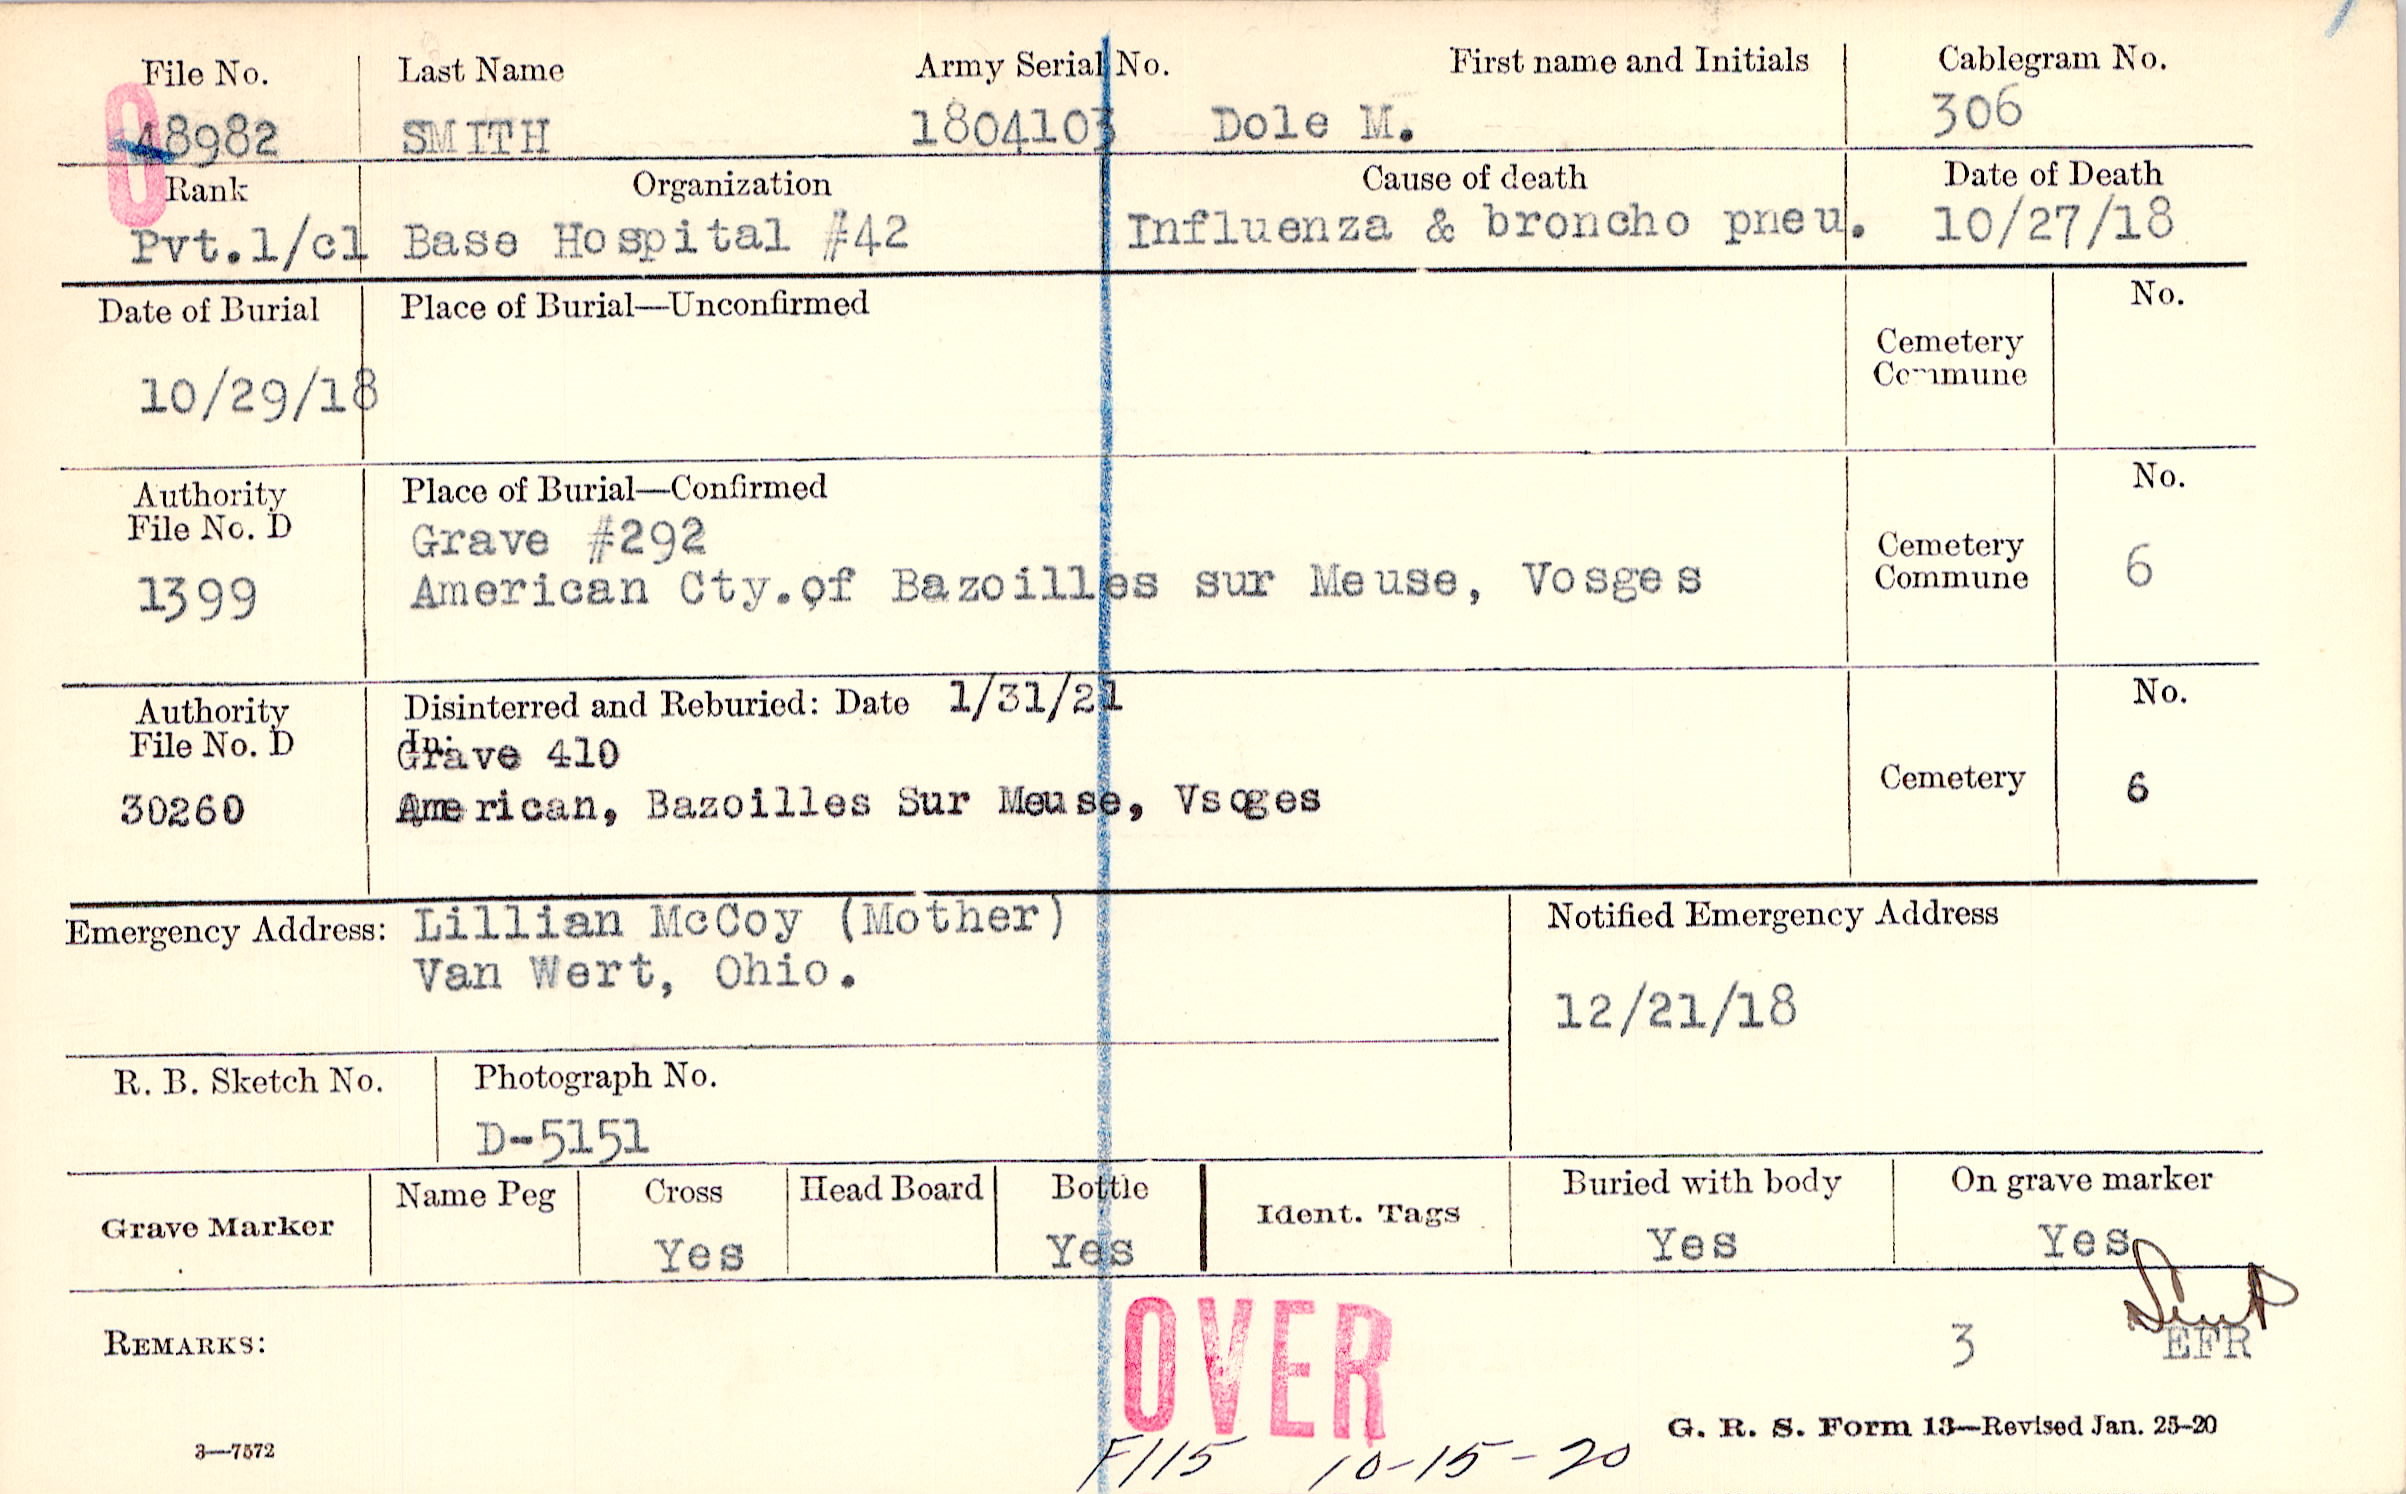 File No. Last Name Army Serial No. First name and Initials Cablegram No.
48982 SMITH 1804103 Dole M. 306
Rank Organization Cause of death Date of Death
Pvt.1/cl Base Hospital #42 Influenza & broncho pneu. 10/27/18
Date of Burial Place of Burial—Unconfirmed No.
Cemetery
Commune
10/29/18
Authority Place of Burial—Confirmed No.
File No. D Grave #292
Cemetery
1399 American Cty.of Bazoilles sur Meuse, Vosges Commune 6
Authority Disinterred and Reburied: Date 1/31/21 No.
File No. D In:
Grave 410
30260 American, Bazoilles Sur Meuse, Vsoges Cemetery 6
Emergency Address: Lillian McCoy (Mother) Notified Emergency Address
Van Wert, Ohio.
12/21/18
R. B. Sketch No. Photograph No.
D-5151
Grave Marker Name Peg Cross Head Board Bottle Ident. Tags Buried with body On grave marker
Yes Yes Yes Yes
REMARKS: OVER 3 EFR
G. R. S. Form 13—Revised Jan. 25-20
3—7572
F115 10-15-20